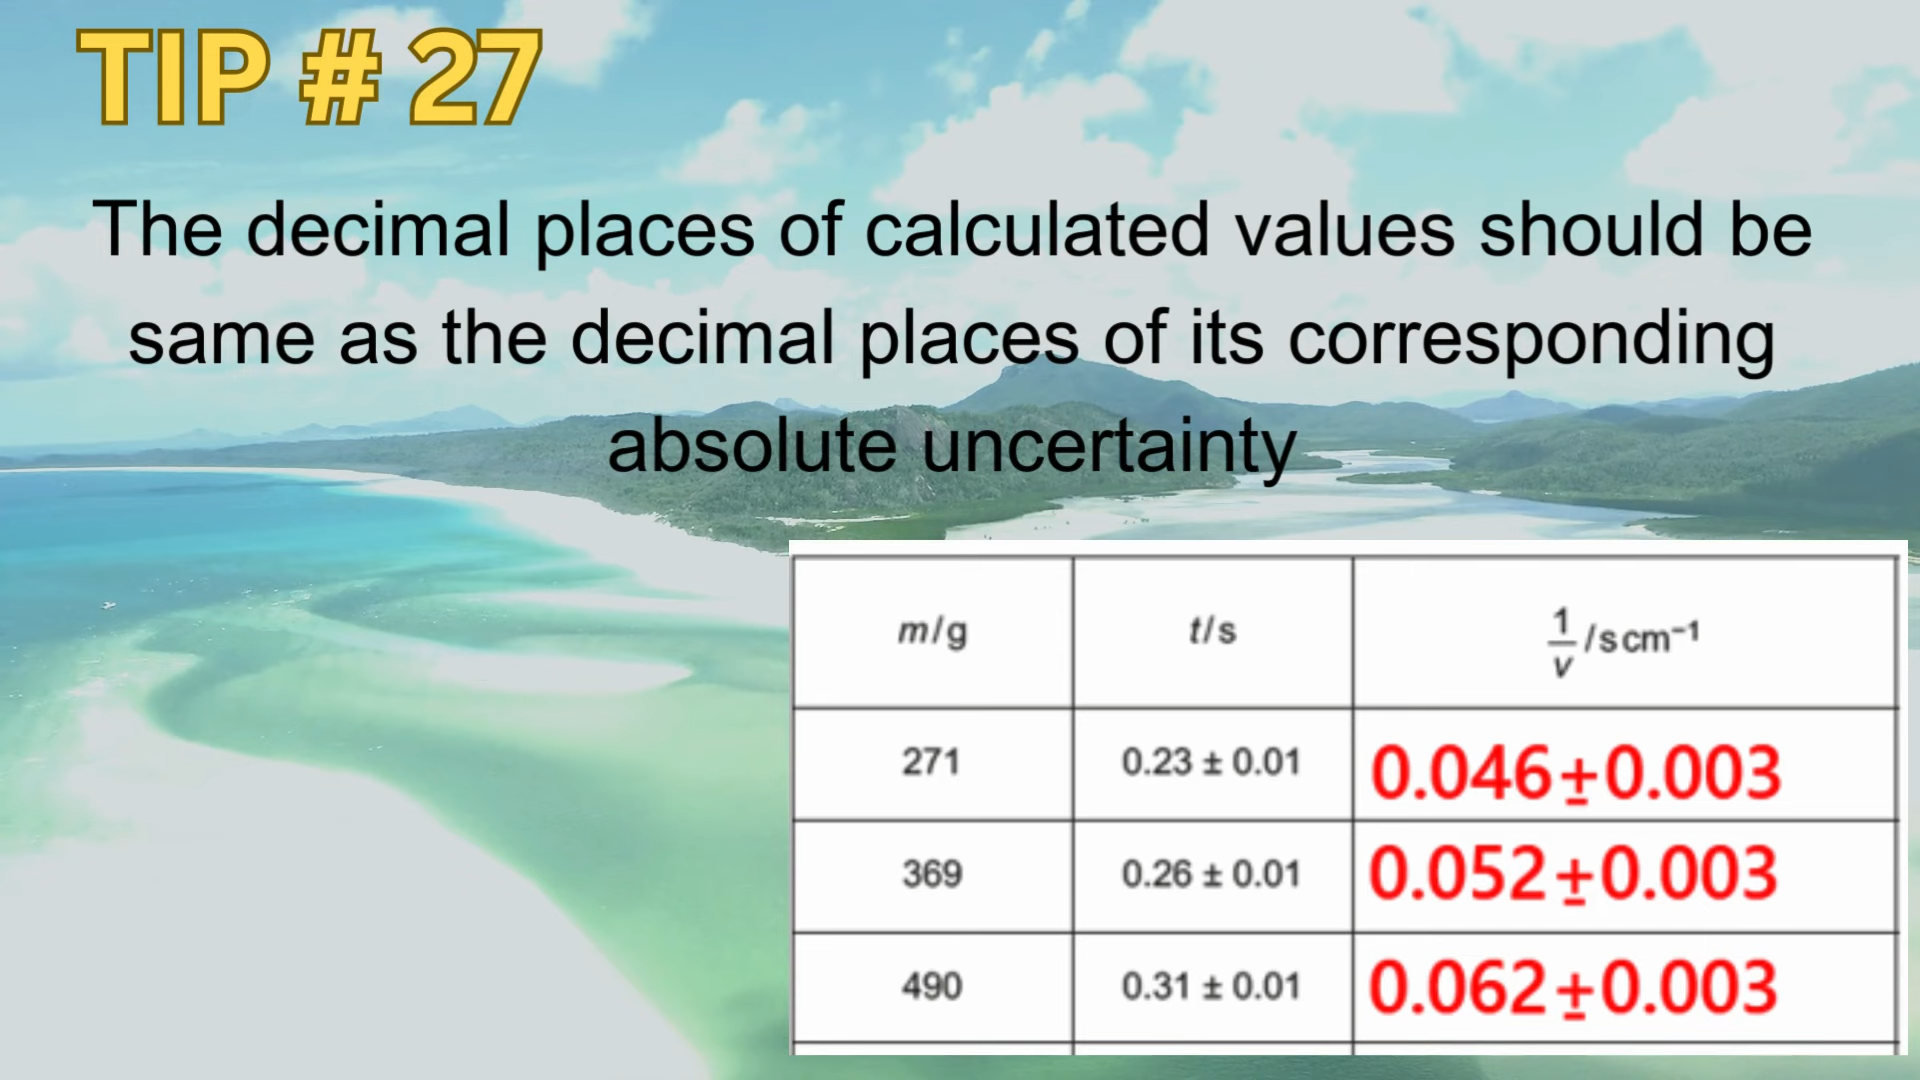 TIP # 27
The decimal places of calculated values should be
same as the decimal places of its corresponding
absolute uncertainty
m/g t/s 1/v /s cm⁻¹
271 0.23 ± 0.01 0.046±0.003
369 0.26 ± 0.01 0.052±0.003
490 0.31 ± 0.01 0.062±0.003